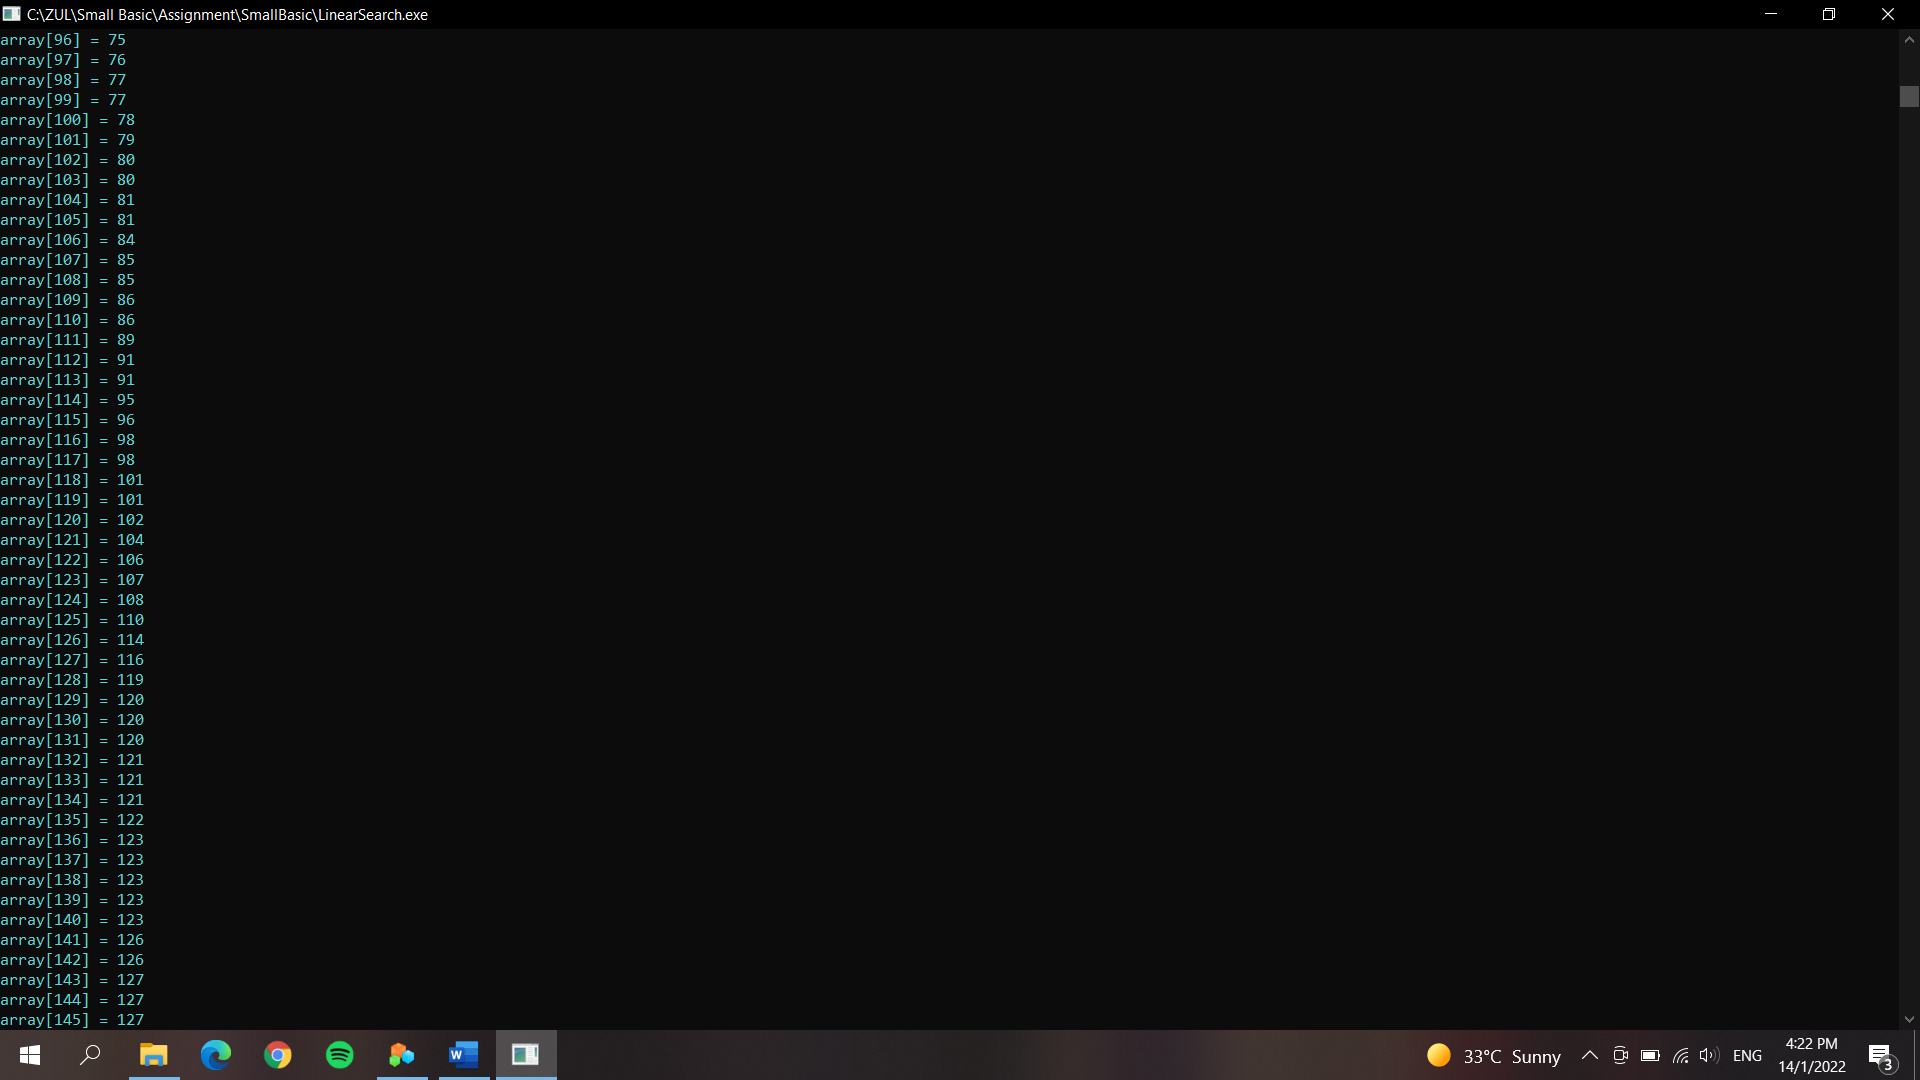 C:\ZUL\Small Basic\Assignment\SmallBasic\LinearSearch.exe
array[96] = 75
array[97] = 76
array[98] = 77
array[99] = 77
array[100] = 78
array[101] = 79
array[102] = 80
array[103] = 80
array[104] = 81
array[105] = 81
array[106] = 84
array[107] = 85
array[108] = 85
array[109] = 86
array[110] = 86
array[111] = 89
array[112] = 91
array[113] = 91
array[114] = 95
array[115] = 96
array[116] = 98
array[117] = 98
array[118] = 101
array[119] = 101
array[120] = 102
array[121] = 104
array[122] = 106
array[123] = 107
array[124] = 108
array[125] = 110
array[126] = 114
array[127] = 116
array[128] = 119
array[129] = 120
array[130] = 120
array[131] = 120
array[132] = 121
array[133] = 121
array[134] = 121
array[135] = 122
array[136] = 123
array[137] = 123
array[138] = 123
array[139] = 123
array[140] = 123
array[141] = 126
array[142] = 126
array[143] = 127
array[144] = 127
array[145] = 127
W
33°C Sunny
ENG
4:22 PM
14/1/2022
3